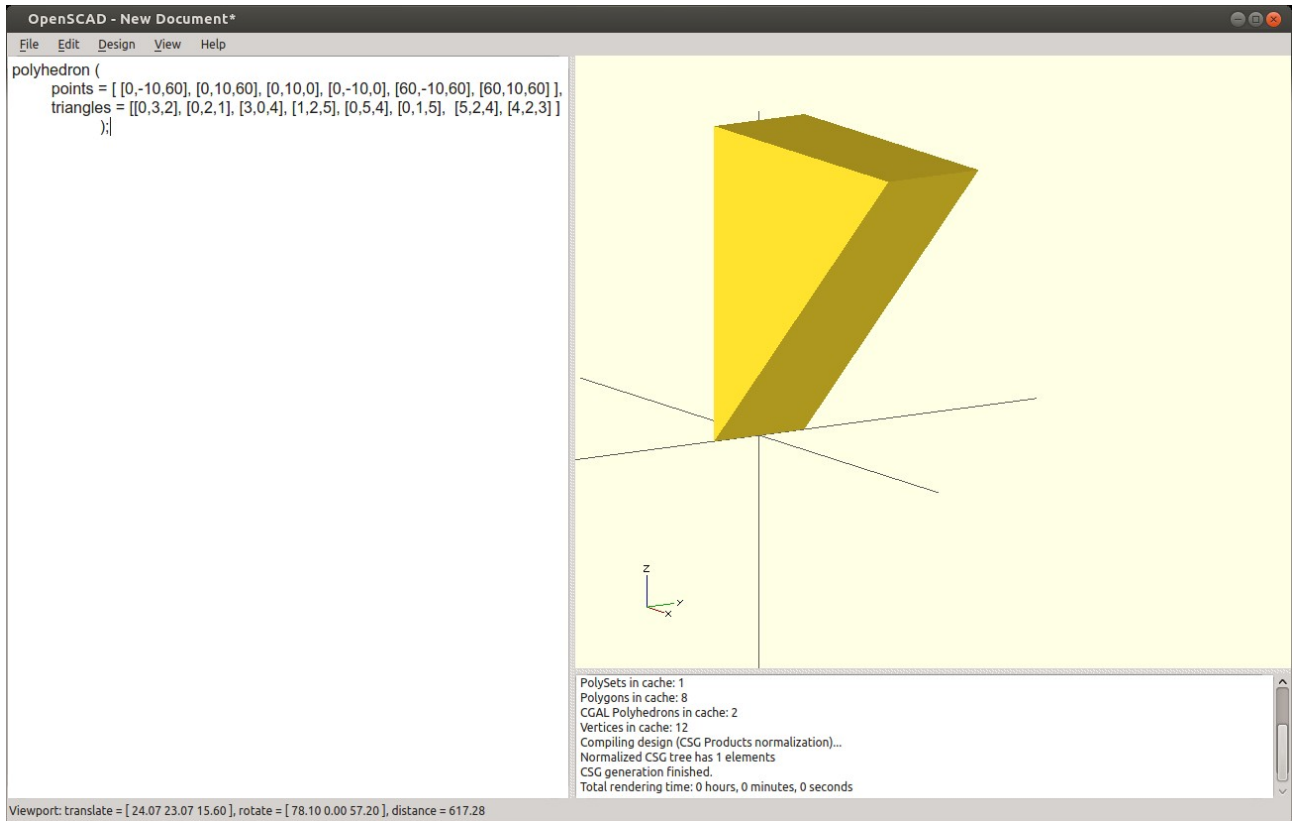 OpenSCAD - New Document*
File Edit Design View Help
polyhedron (
points = [ [0,-10,60], [0,10,60], [0,10,0], [0,-10,0], [60,-10,60], [60,10,60] ],
triangles = [[0,3,2], [0,2,1], [3,0,4], [1,2,5], [0,5,4], [0,1,5], [5,2,4], [4,2,3] ]
);
Z
Y
X
PolySets in cache: 1
Polygons in cache: 8
CGAL Polyhedrons in cache: 2
Vertices in cache: 12
Compiling design (CSG Products normalization)...
Normalized CSG tree has 1 elements
CSG generation finished.
Total rendering time: 0 hours, 0 minutes, 0 seconds
Viewport: translate = [ 24.07 23.07 15.60 ], rotate = [ 78.10 0.00 57.20 ], distance = 617.28